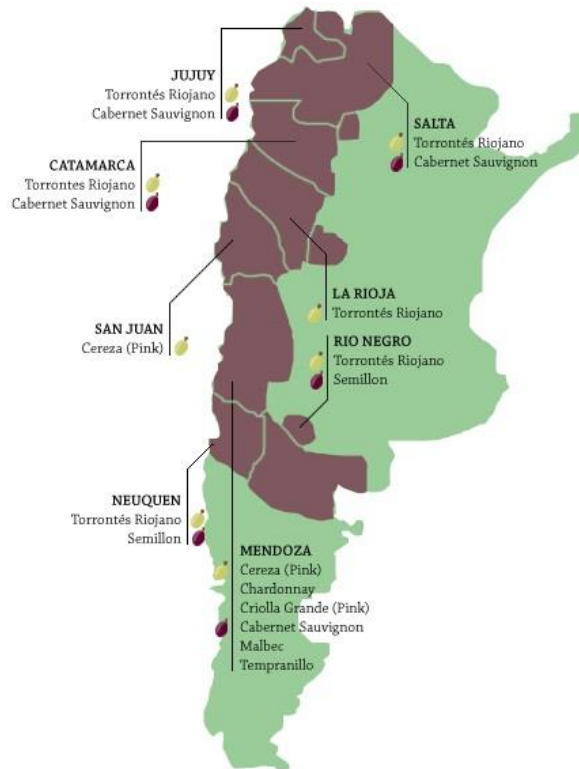 JUJUY
Torrontés Riojano
Cabernet Sauvignon
SALTA
Torrontés Riojano
Cabernet Sauvignon
CATAMARCA
Torrontes Riojano
Cabernet Sauvignon
LA RIOJA
Torrontés Riojano
SAN JUAN
Cereza (Pink)
RIO NEGRO
Torrontés Riojano
Semillon
NEUQUEN
Torrontés Riojano
Semillon
MENDOZA
Cereza (Pink)
Chardonnay
Criolla Grande (Pink)
Cabernet Sauvignon
Malbec
Tempranillo